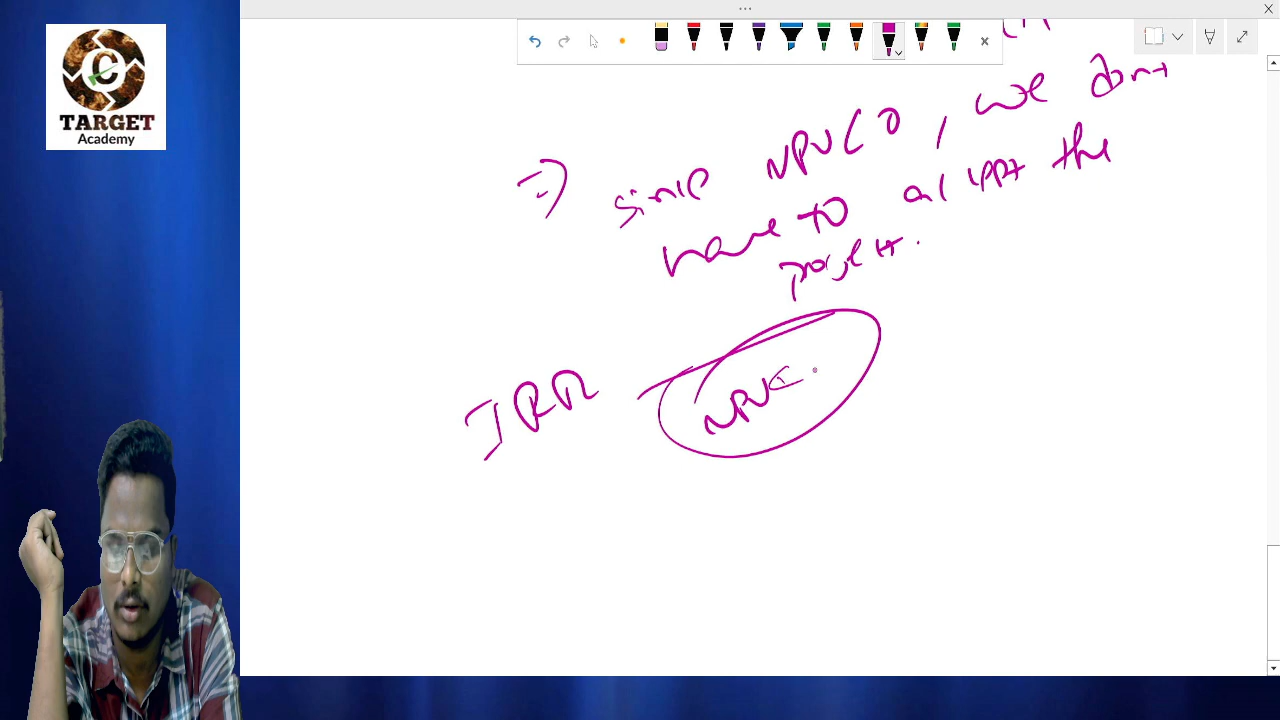 TARGET
Academy
=) since NPV < 0 , we don't
have to accept the
project.
IRR NPV